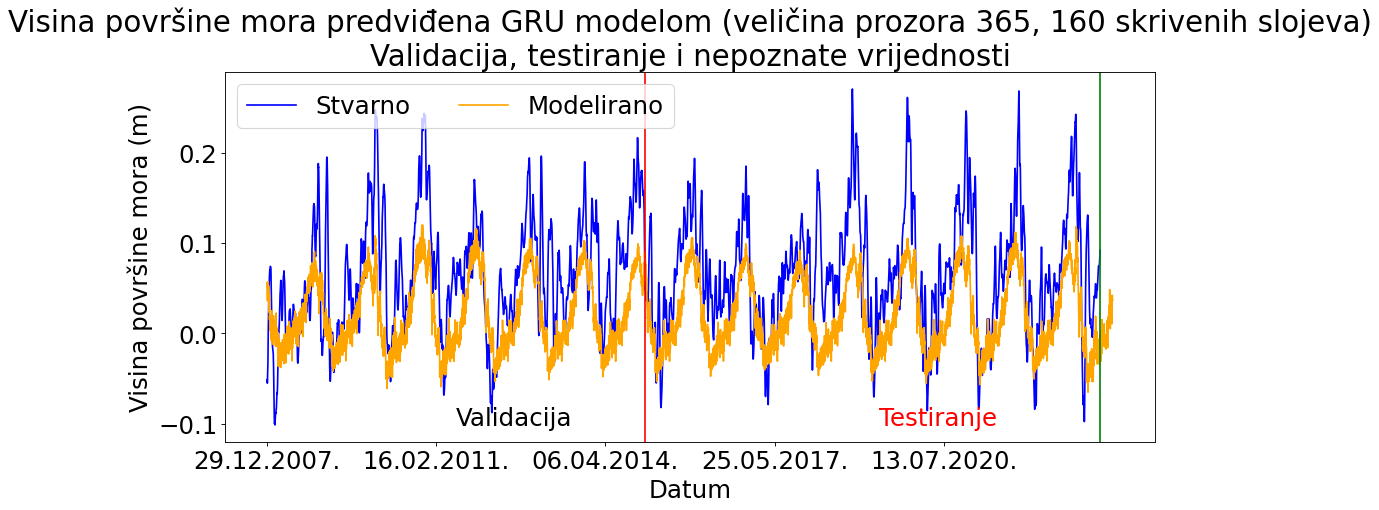 Visina površine mora predviđena GRU modelom (veličina prozora 365, 160 skrivenih slojeva)
Validacija, testiranje i nepoznate vrijednosti
Stvarno
Modelirano
Visina površine mora (m)
0.2
0.1
0.0
−0.1
Validacija
Testiranje
29.12.2007.
16.02.2011.
06.04.2014.
25.05.2017.
13.07.2020.
Datum